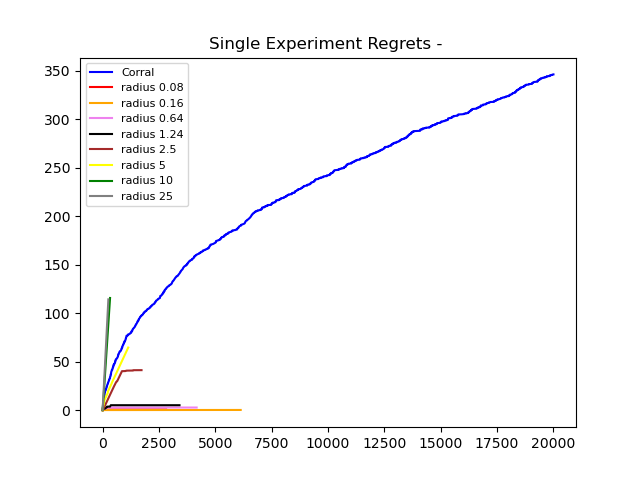 Single Experiment Regrets -
350
300
250
200
150
100
50
0
Corral
radius 0.08
radius 0.16
radius 0.64
radius 1.24
radius 2.5
radius 5
radius 10
radius 25
0 2500 5000 7500 10000 12500 15000 17500 20000